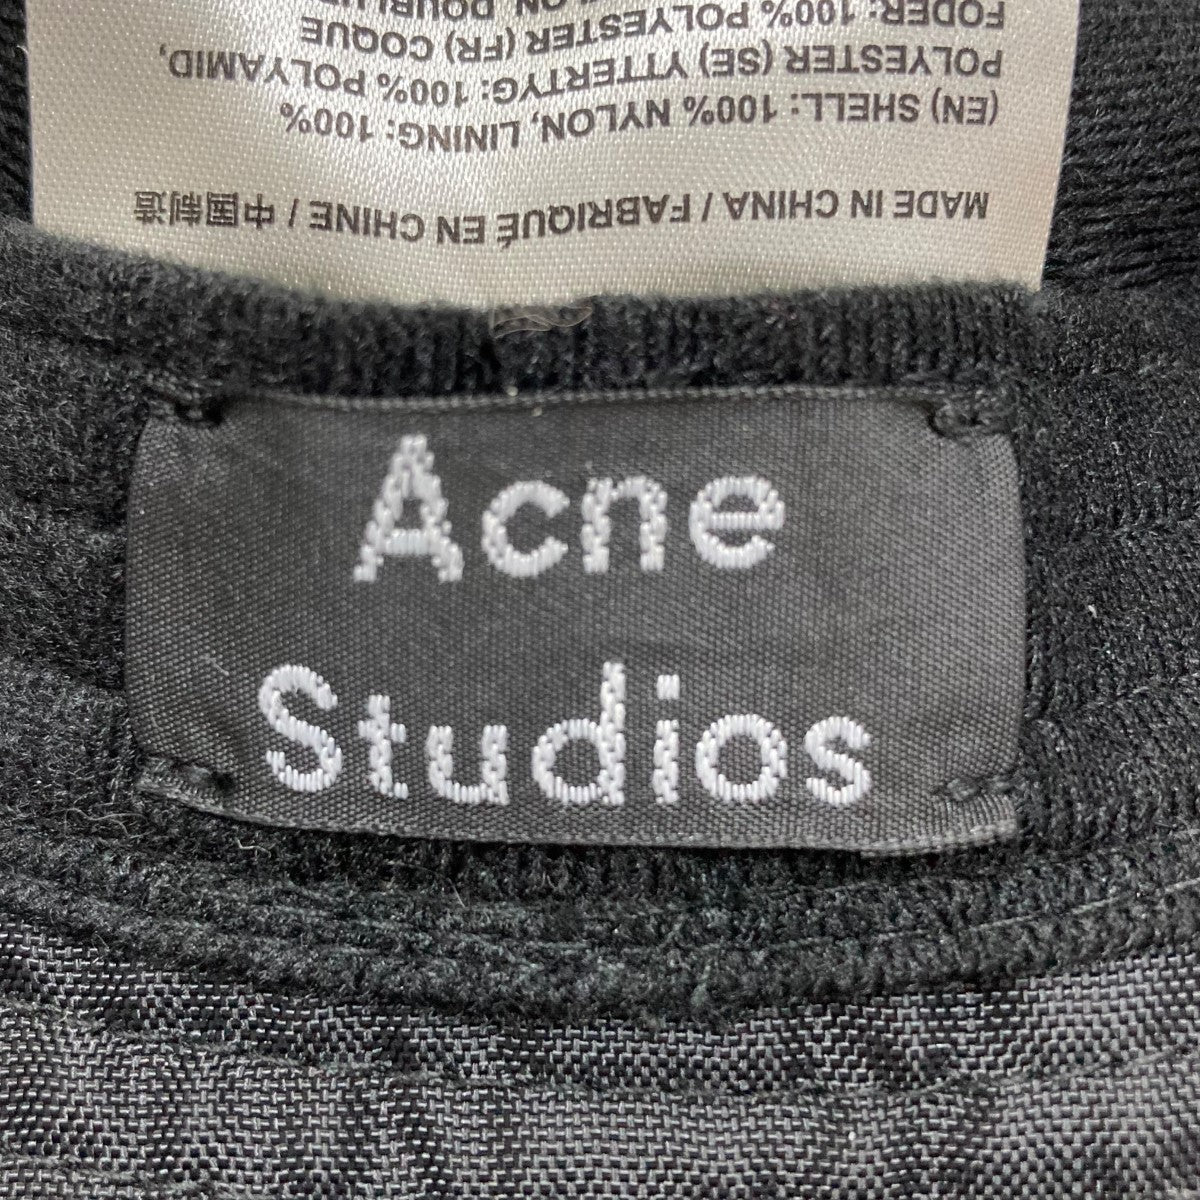 MADE IN CHINA / FABRIQUÉ EN CHINE / 中国制造
(EN) SHELL: 100% NYLON, LINING: 100%
POLYESTER (SE) YTTERTYG: 100% POLYAMID,
FODER: 100% POLYESTER (FR) COQUE
Acne
Studios